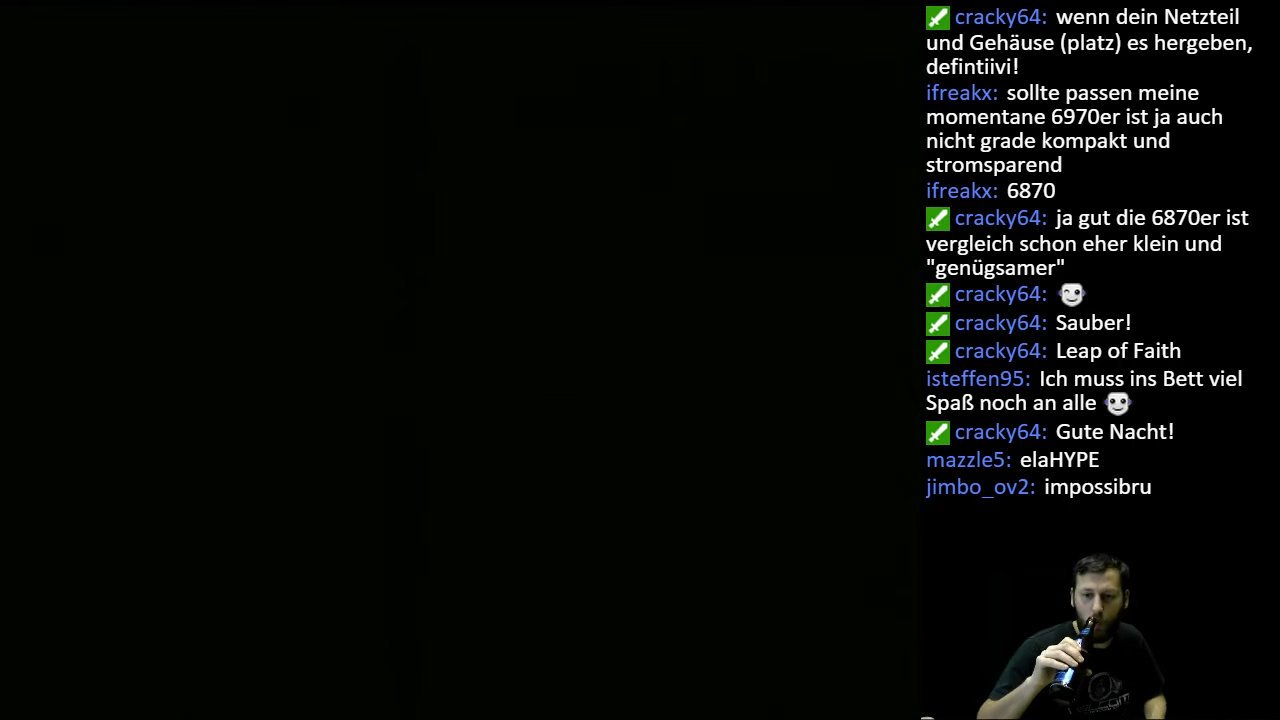 cracky64: wenn dein Netzteil
und Gehäuse (platz) es hergeben,
defintiivi!
ifreakx: sollte passen meine
momentane 6970er ist ja auch
nicht grade kompakt und
stromsparend
ifreakx: 6870
cracky64: ja gut die 6870er ist
vergleich schon eher klein und
"genügsamer"
cracky64:
cracky64: Sauber!
cracky64: Leap of Faith
isteffen95: Ich muss ins Bett viel
Spaß noch an alle
cracky64: Gute Nacht!
mazzle5: elaHYPE
jimbo_ov2: impossibru